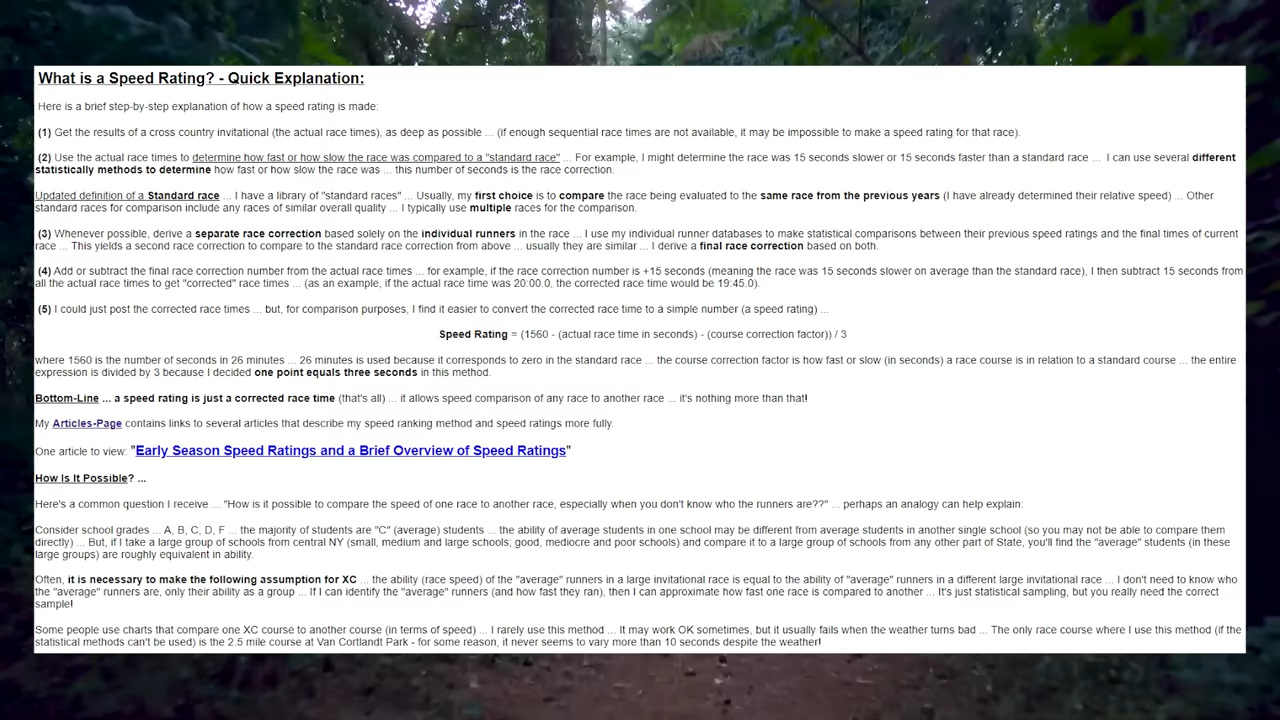 What is a Speed Rating? - Quick Explanation:
Here is a brief step-by-step explanation of how a speed rating is made:
(1) Get the results of a cross country invitational (the actual race times), as deep as possible ... (if enough sequential race times are not available, it may be impossible to make a speed rating for that race).
(2) Use the actual race times to determine how fast or how slow the race was compared to a "standard race" ... For example, I might determine the race was 15 seconds slower or 15 seconds faster than a standard race ... I can use several different
statistically methods to determine how fast or how slow the race was ... this number of seconds is the race correction.
Updated definition of a Standard race ... I have a library of "standard races" ... Usually, my first choice is to compare the race being evaluated to the same race from the previous years (I have already determined their relative speed) ... Other
standard races for comparison include any races of similar overall quality ... I typically use multiple races for the comparison.
(3) Whenever possible, derive a separate race correction based solely on the individual runners in the race ... I use my individual runner databases to make statistical comparisons between their previous speed ratings and the final times of current
race ... This yields a second race correction to compare to the standard race correction from above ... usually they are similar ... I derive a final race correction based on both.
(4) Add or subtract the final race correction number from the actual race times ... for example, if the race correction number is +15 seconds (meaning the race was 15 seconds slower on average than the standard race), I then subtract 15 seconds from
all the actual race times to get "corrected" race times ... (as an example, if the actual race time was 20:00.0, the corrected race time would be 19:45.0).
(5) I could just post the corrected race times ... but, for comparison purposes, I find it easier to convert the corrected race time to a simple number (a speed rating) ...
Speed Rating = (1560 - (actual race time in seconds) - (course correction factor)) / 3
where 1560 is the number of seconds in 26 minutes ... 26 minutes is used because it corresponds to zero in the standard race ... the course correction factor is how fast or slow (in seconds) a race course is in relation to a standard course ... the entire
expression is divided by 3 because I decided one point equals three seconds in this method.
Bottom-Line ... a speed rating is just a corrected race time (that's all) ... it allows speed comparison of any race to another race ... it's nothing more than that!
My Articles-Page contains links to several articles that describe my speed ranking method and speed ratings more fully.
One article to view: "Early Season Speed Ratings and a Brief Overview of Speed Ratings"
How Is It Possible? ...
Here's a common question I receive ... "How is it possible to compare the speed of one race to another race, especially when you don't know who the runners are??" ... perhaps an analogy can help explain:
Consider school grades ... A, B, C, D, F ... the majority of students are "C" (average) students ... the ability of average students in one school may be different from average students in another single school (so you may not be able to compare them
directly) ... But, if I take a large group of schools from central NY (small, medium and large schools; good, mediocre and poor schools) and compare it to a large group of schools from any other part of State, you'll find the "average" students (in these
large groups) are roughly equivalent in ability.
Often, it is necessary to make the following assumption for XC ... the ability (race speed) of the "average" runners in a large invitational race is equal to the ability of "average" runners in a different large invitational race ... I don't need to know who
the "average" runners are, only their ability as a group ... If I can identify the "average" runners (and how fast they ran), then I can approximate how fast one race is compared to another ... It's just statistical sampling, but you really need the correct
sample!
Some people use charts that compare one XC course to another course (in terms of speed) ... I rarely use this method ... It may work OK sometimes, but it usually fails when the weather turns bad ... The only race course where I use this method (if the
statistical methods can't be used) is the 2.5 mile course at Van Cortlandt Park - for some reason, it never seems to vary more than 10 seconds despite the weather!